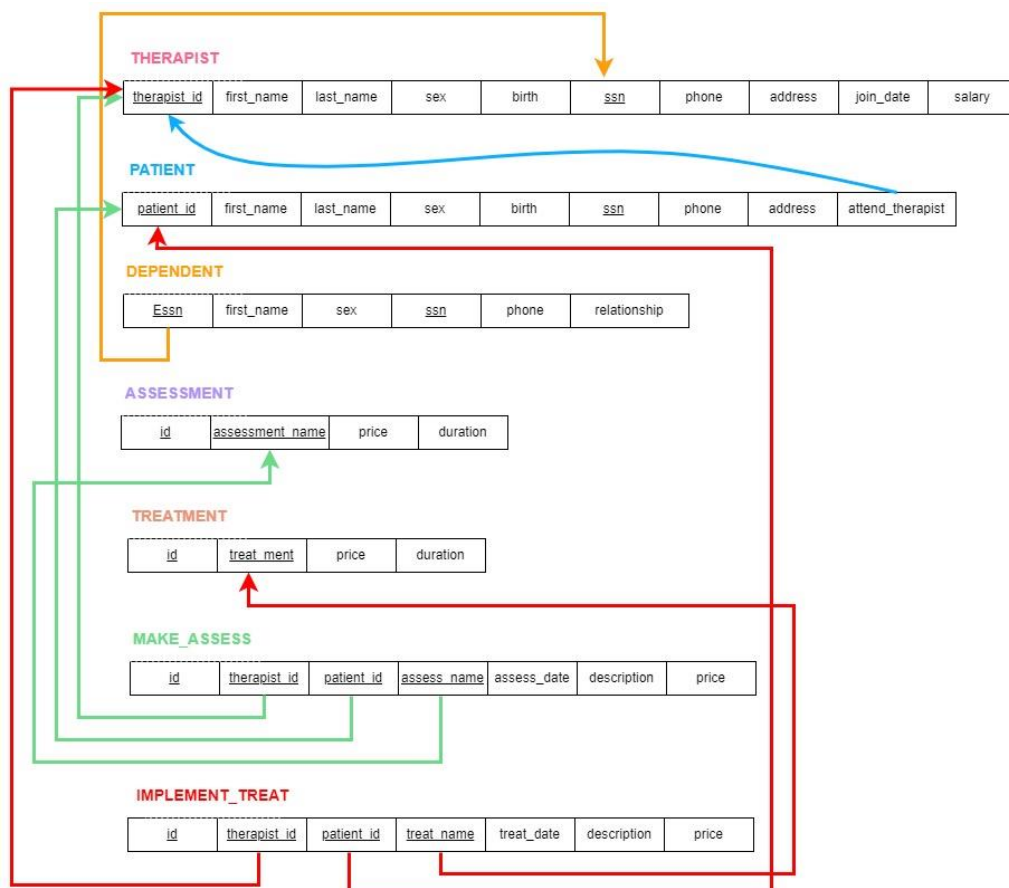 THERAPIST
therapist_id first_name last_name sex birth ssn phone address join_date salary
PATIENT
patient_id first_name last_name sex birth ssn phone address attend_therapist
DEPENDENT
Essn first_name sex ssn phone relationship
ASSESSMENT
id assessment_name price duration
TREATMENT
id treat_ment price duration
MAKE_ASSESS
id therapist_id patient_id assess_name assess_date description price
IMPLEMENT_TREAT
id therapist_id patient_id treat_name treat_date description price